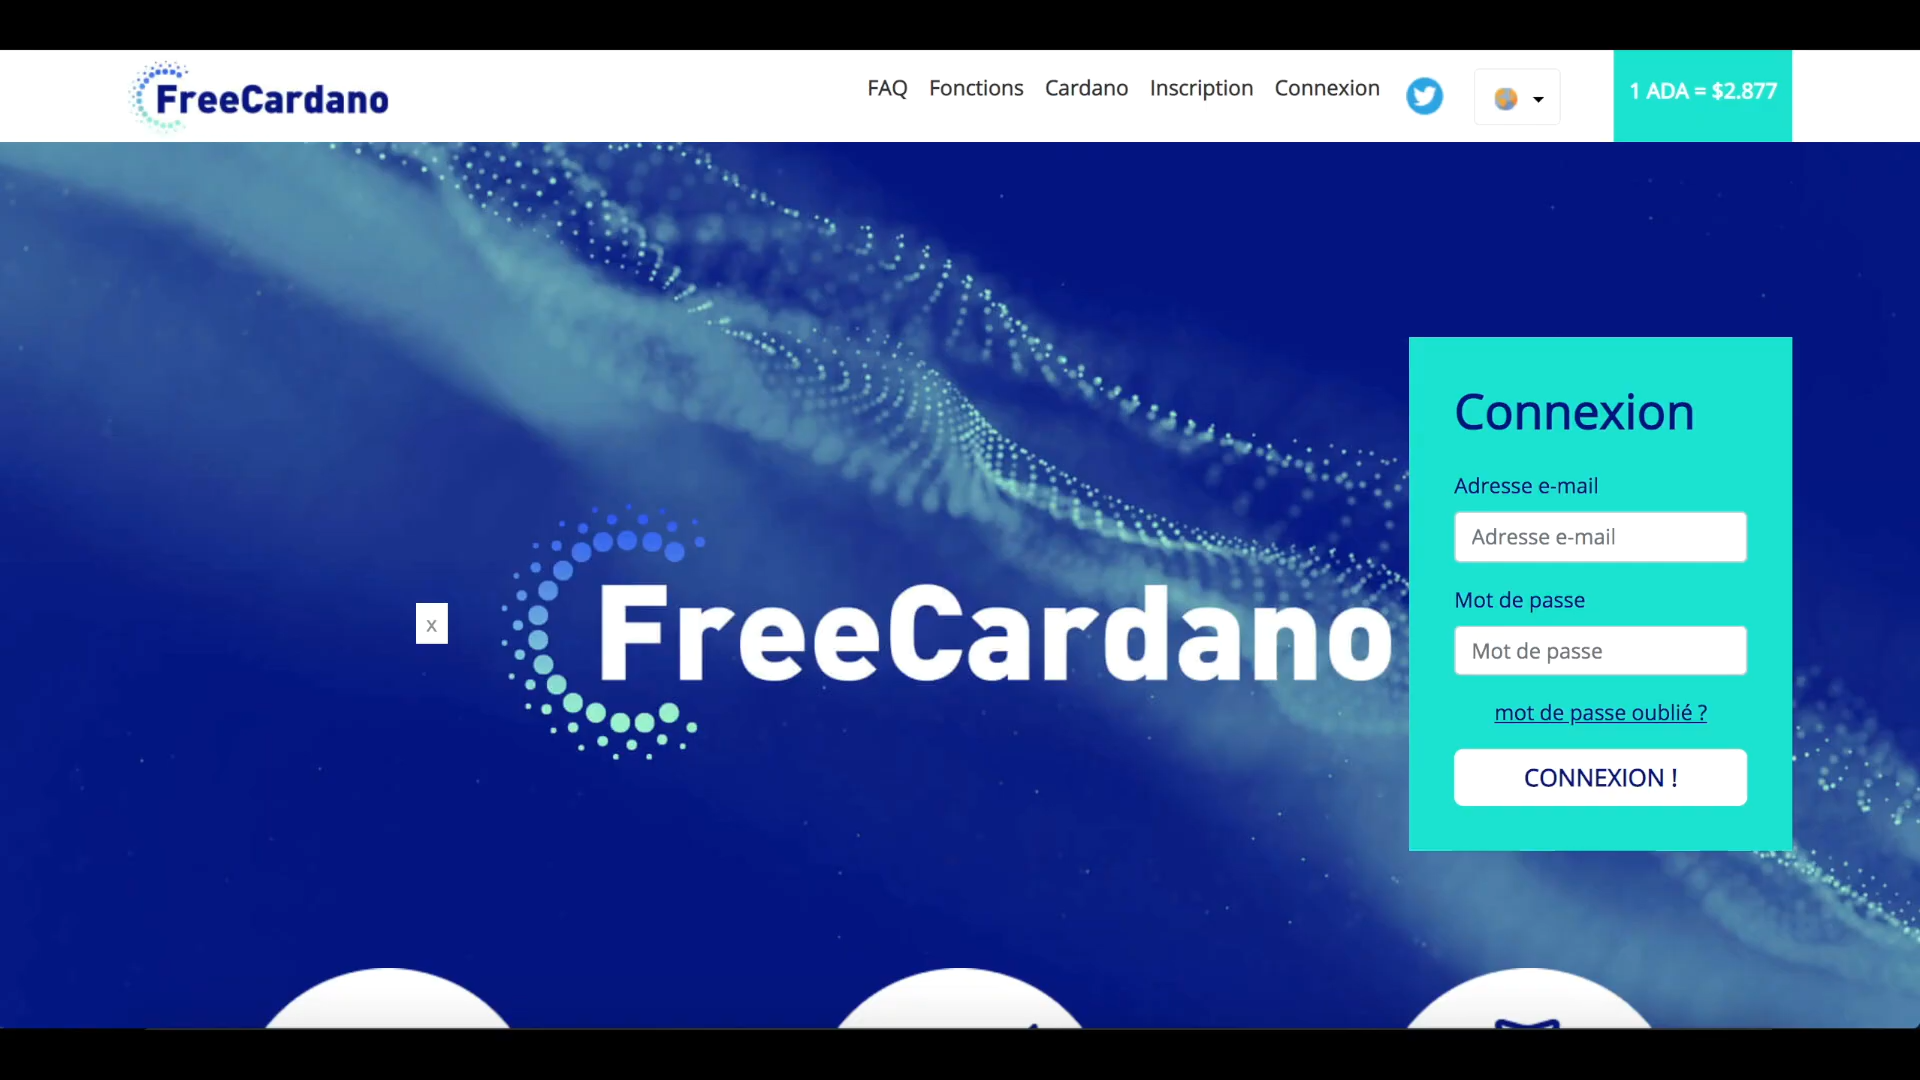 FreeCardano
FAQ Fonctions Cardano Inscription Connexion
1 ADA = $2.877
Connexion
Adresse e-mail
Adresse e-mail
Mot de passe
Mot de passe
mot de passe oublié ?
CONNEXION !
x
FreeCardano